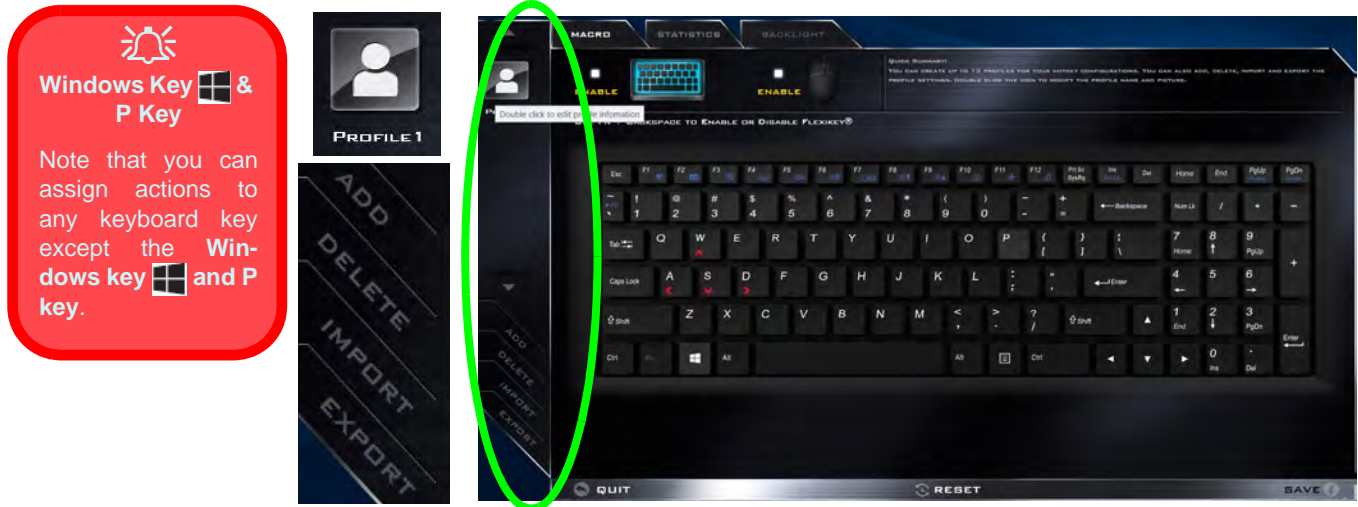 Windows Key &
P Key
Note that you can
assign actions to
any keyboard key
except the Win-
dows key and P
key.
PROFILE 1
ADD
DELETE
IMPORT
EXPORT
MACRO
STATISTICS
BACKLIGHT
ENABLE
ENABLE
QUICK SUMMARY:
YOU CAN CREATE UP TO 12 PROFILES FOR YOUR HOTKEY CONFIGURATIONS. YOU CAN ALSO ADD, DELETE, IMPORT AND EXPORT THE
PROFILE SETTINGS. DOUBLE CLICK THE ICON TO MODIFY THE PROFILE NAME AND PICTURE.
Double click to edit profile infomation
BACKSPACE TO ENABLE OR DISABLE FLEXIKEY®
Esc F1 F2 F3 F4 F5 F6 F7 F8 F9 F10 F11 F12 Prt Sc SysRq Ins Del Home End PgUp PgDn
~ ` ! 1 @ 2 # 3 $ 4 % 5 ^ 6 & 7 * 8 ( 9 ) 0 - + = Backspace Num Lk / * -
Tab Q W E R T Y U I O P { [ } ] | \ 7 Home 8 9 PgUp +
Caps Lock A S D F G H J K L : ; " ' Enter 4 5 6
Shift Z X C V B N M < , > . ? / Shift 1 End 2 3 PgDn Enter
Ctrl Fn Alt Alt Ctrl 0 Ins . Del
ADD
DELETE
IMPORT
EXPORT
QUIT
RESET
SAVE